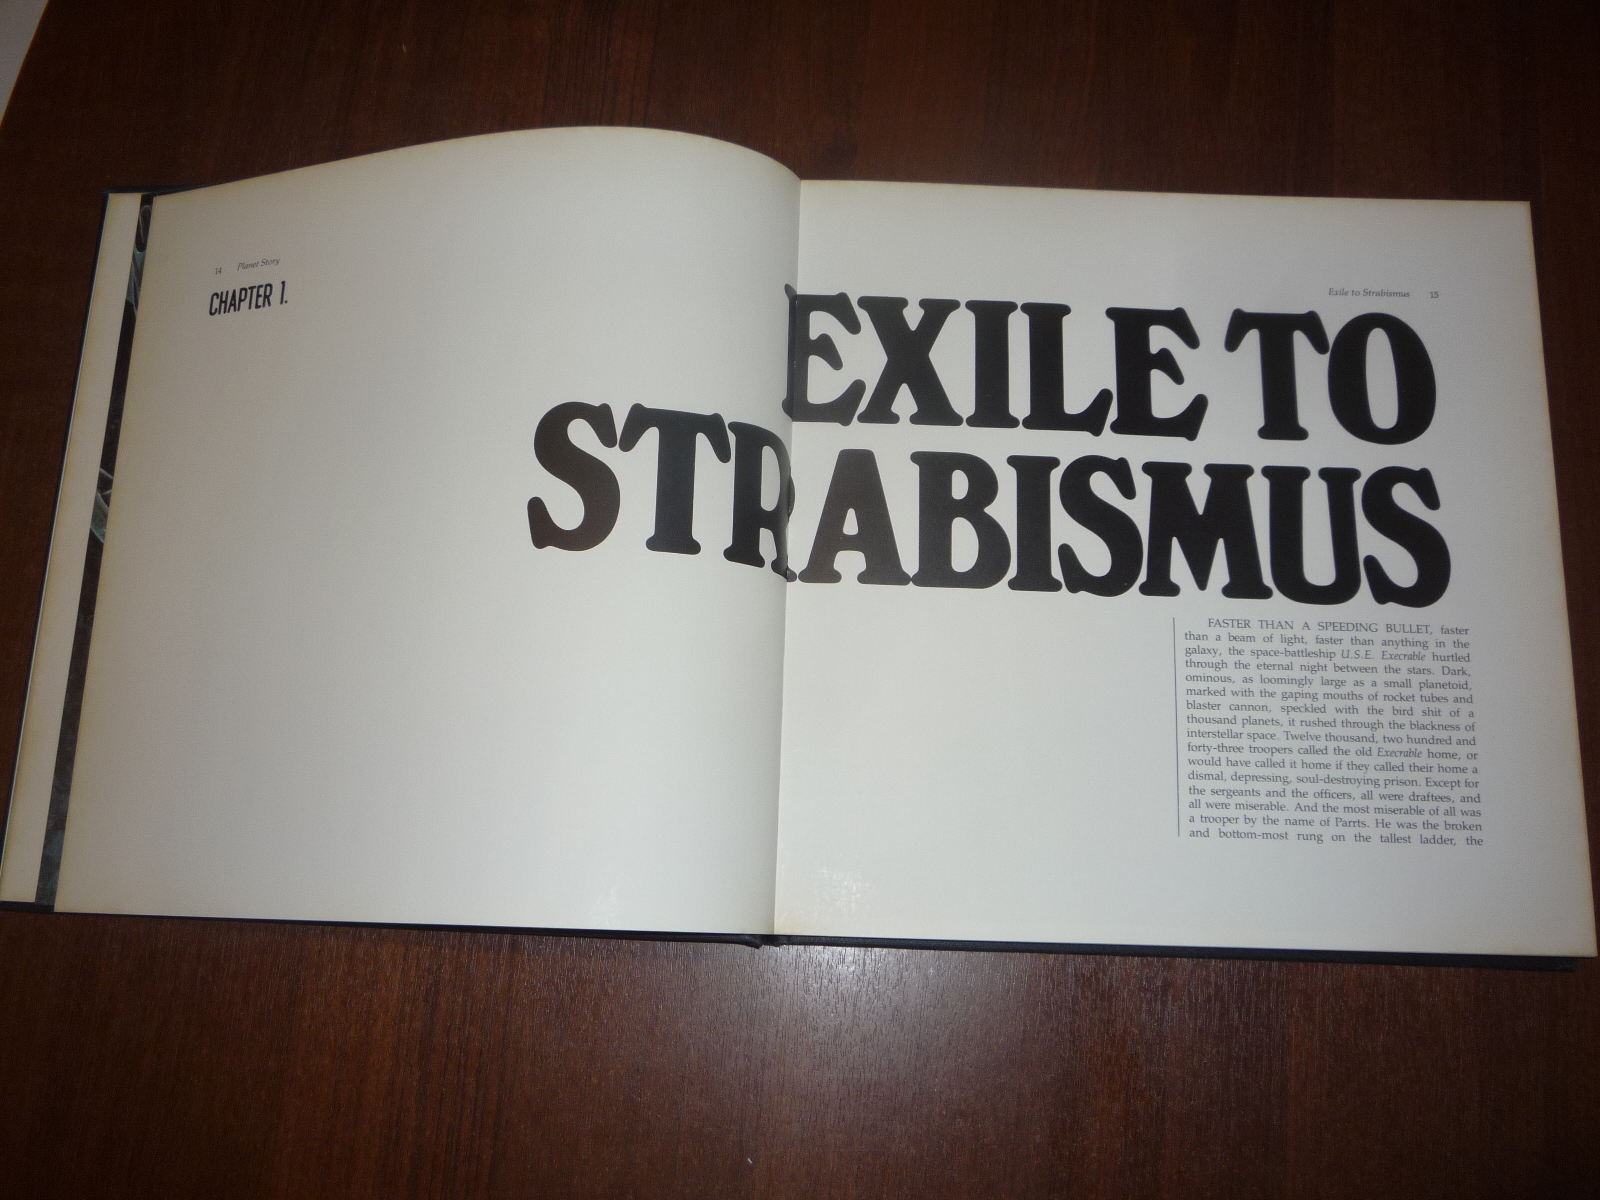 14 Planet Story
CHAPTER 1.
Exile to Strabismus 15
EXILE TO
STRABISMUS
FASTER THAN A SPEEDING BULLET, faster
than a beam of light, faster than anything in the
galaxy, the space-battleship U.S.E. Execrable hurtled
through the eternal night between the stars. Dark,
ominous, as loomingly large as a small planetoid,
marked with the gaping mouths of rocket tubes and
blaster cannon, speckled with the bird shit of a
thousand planets, it rushed through the blackness of
interstellar space. Twelve thousand, two hundred and
forty-three troopers called the old Execrable home, or
would have called it home if they called their home a
dismal, depressing, soul-destroying prison. Except for
the sergeants and the officers, all were draftees, and
all were miserable. And the most miserable of all was
a trooper by the name of Parrts. He was the broken
and bottom-most rung on the tallest ladder, the